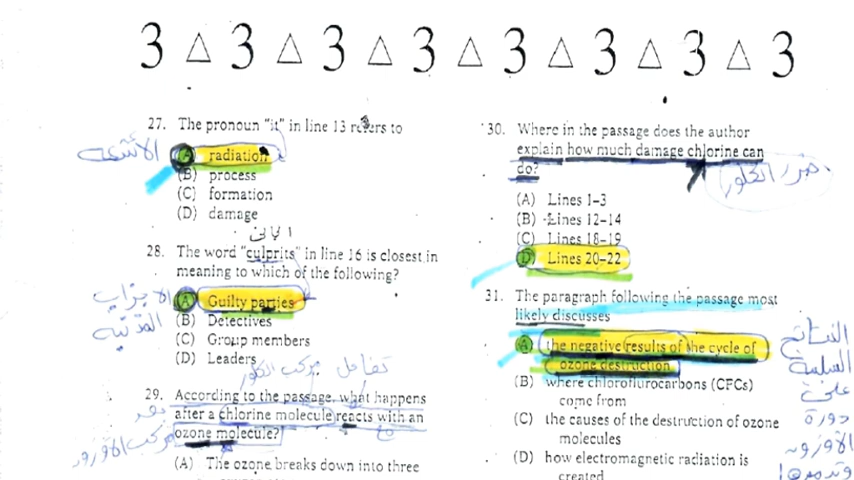 3 △ 3 △ 3 △ 3 △ 3 △ 3 △ 3 △ 3
27. The pronoun "it" in line 13 refers to
الأشعه
(A) radiation
(B) process
(C) formation
(D) damage
28. The word "culprits" in line 16 is closest in
meaning to which of the following?
(A) Guilty parties
(B) Detectives
(C) Group members
(D) Leaders
تفاعل مركب الكلور
29. According to the passage, what happens
after a chlorine molecule reacts with an
مع
ozone molecule?
(A) The ozone breaks down into three
30. Where in the passage does the author
explain how much damage chlorine can
do?
ضرر الكلور
(A) Lines 1–3
(B) Lines 12–14
(C) Lines 18–19
(D) Lines 20–22
31. The paragraph following the passage most
likely discusses
(A) the negative results of the cycle of
ozone destruction
(B) where chloroflurocarbons (CFCs)
come from
(C) the causes of the destruction of ozone
molecules
(D) how electromagnetic radiation is
created
النتائج
السلبية
على
دورة
الاوزون